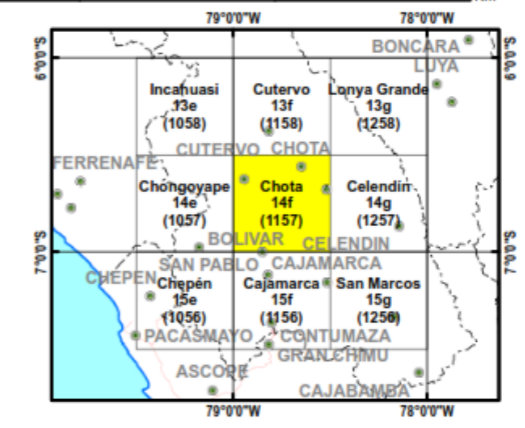 79°0'0"W
78°0'0"W
6°0'0"S
6°0'0"S
BONCARA
LUYA
Incahuasi
13e
(1058)
Cutervo
13f
(1158)
Lonya Grande
13g
(1258)
CUTERVO
CHOTA
FERREÑAFE
Chongoyape
14e
(1057)
Chota
14f
(1157)
Celendín
14g
(1257)
BOLIVAR
CELENDIN
7°0'0"S
7°0'0"S
SAN PABLO
CAJAMARCA
CHEPEN
Chepén
15e
(1056)
Cajamarca
15f
(1156)
San Marcos
15g
(1256)
PACASMAYO
CONTUMAZA
GRAN CHIMU
ASCOPE
CAJABAMBA
79°0'0"W
78°0'0"W